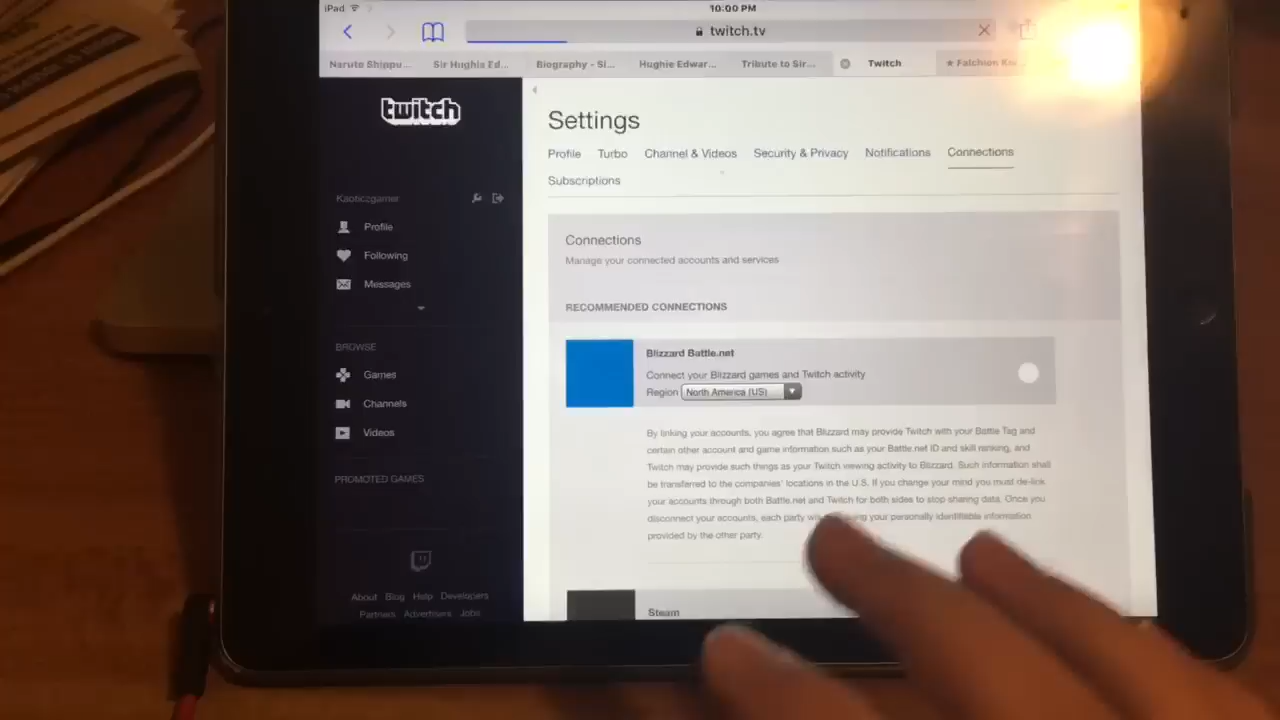 iPad
10:00 PM
twitch.tv
Naruto Shippu...
Sir Hughis Ed...
Biography - Si...
Hughie Edwar...
Tribute to Sir...
Twitch
★ Falchion
twitch
Settings
Profile
Turbo
Channel & Videos
Security & Privacy
Notifications
Connections
Subscriptions
Kaoticzgamer
Profile
Following
Messages
BROWSE
Games
Channels
Videos
PROMOTED GAMES
About Blog Help Developers
Partners Advertisers Jobs
Connections
Manage your connected accounts and services
RECOMMENDED CONNECTIONS
Blizzard Battle.net
Connect your Blizzard games and Twitch activity
Region North America (US)
By linking your accounts, you agree that Blizzard may provide Twitch with your Battle Tag and
certain other account and game information such as your Battle.net ID and skill ranking, and
Twitch may provide such things as your Twitch viewing activity to Blizzard. Such information shall
be transferred to the companies' locations in the U.S. If you change your mind you must de-link
your accounts through both Battle.net and Twitch for both sides to stop sharing data. Once you
disconnect your accounts, each party your personally identifiable information
provided by the other party.
Steam